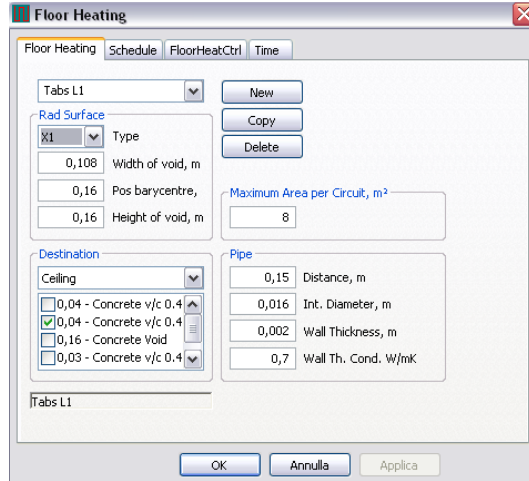 Floor Heating
Floor Heating Schedule FloorHeatCtrl Time
Tabs L1
New
Copy
Delete
Rad Surface
X1 Type
0,108 Width of void, m
0,16 Pos barycentre,
0,16 Height of void, m
Maximum Area per Circuit, m²
8
Destination
Ceiling
0,04 - Concrete v/c 0.4
0,04 - Concrete v/c 0.4
0,16 - Concrete Void
0,03 - Concrete v/c 0.4
Pipe
0,15 Distance, m
0,016 Int. Diameter, m
0,002 Wall Thickness, m
0,7 Wall Th. Cond. W/mK
Tabs L1
OK Annulla Applica